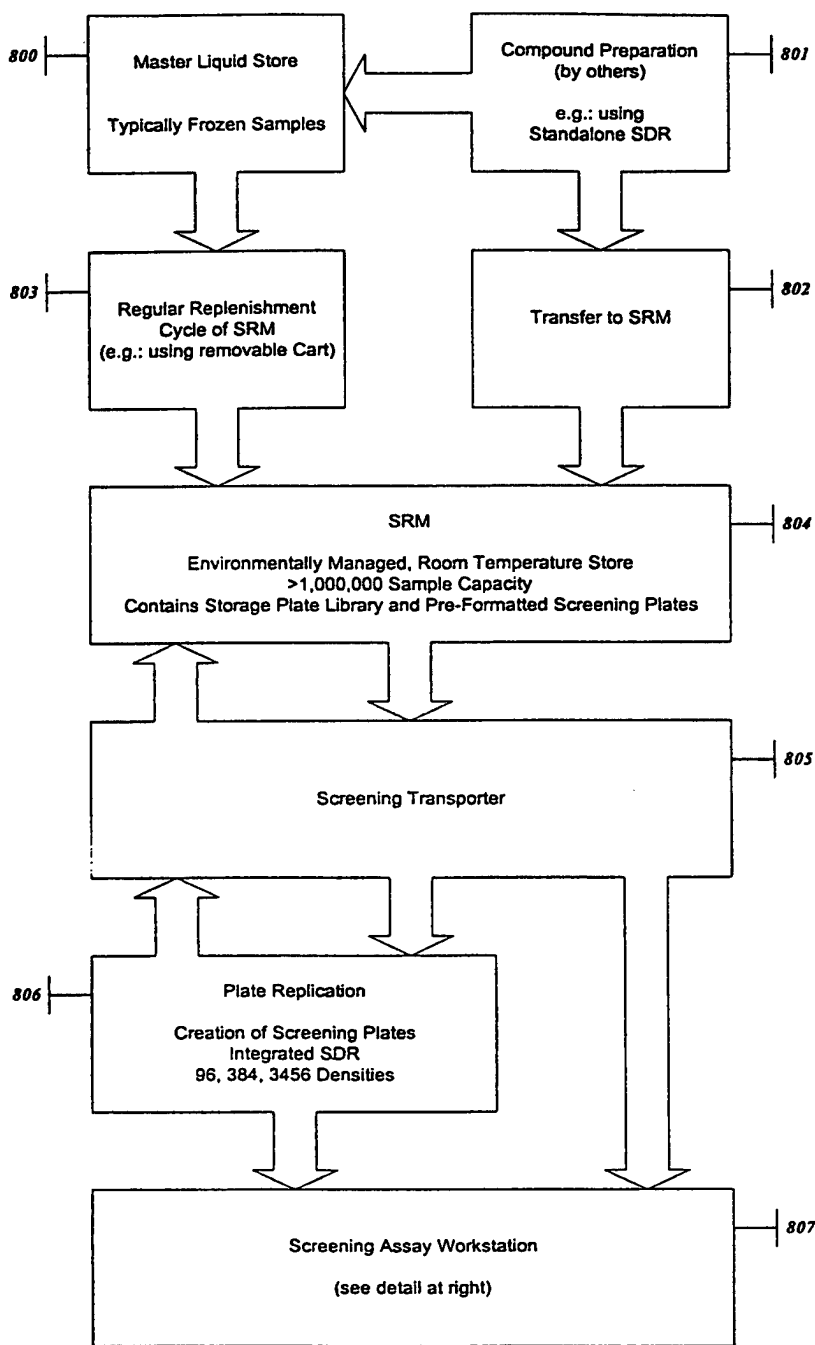 800
Master Liquid Store
Typically Frozen Samples
Compound Preparation
(by others)
e.g.: using
Standalone SDR
801
803
Regular Replenishment
Cycle of SRM
(e.g.: using removable Cart)
Transfer to SRM
802
SRM
Environmentally Managed, Room Temperature Store
>1,000,000 Sample Capacity
Contains Storage Plate Library and Pre-Formatted Screening Plates
804
Screening Transporter
805
806
Plate Replication
Creation of Screening Plates
Integrated SDR
96, 384, 3456 Densities
Screening Assay Workstation
(see detail at right)
807